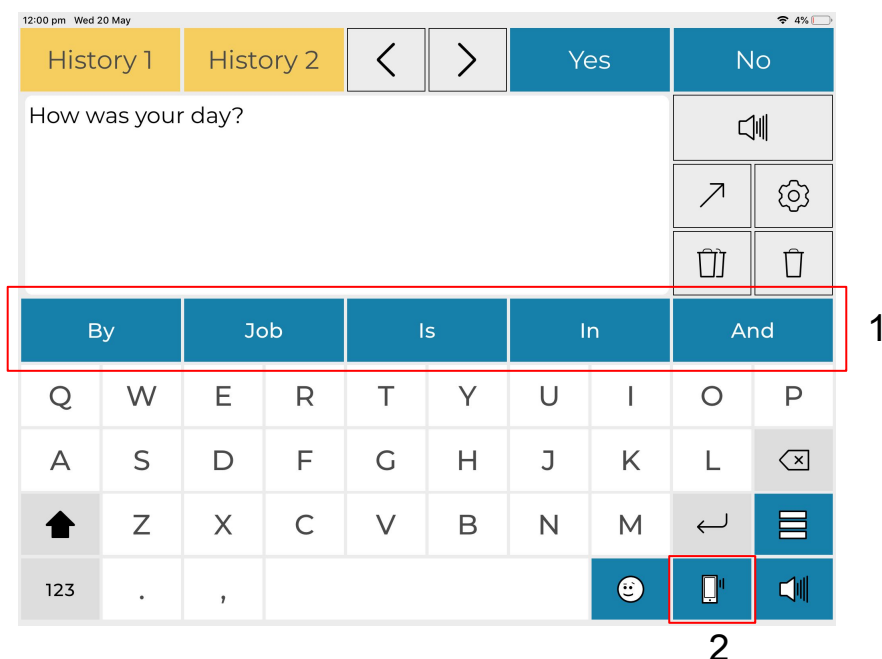 12:00 pm Wed 20 May 4%
History 1 History 2 Yes No
How was your day?
By Job Is In And 1
Q W E R T Y U I O P
A S D F G H J K L
Z X C V B N M
123 . ,
2